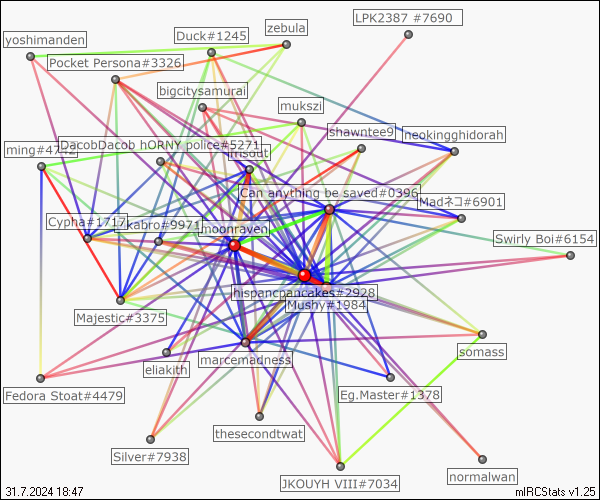 LPK2387 #7690
zebula
Duck#1245
yoshimanden
Pocket Persona#3326
bigcitysamurai
mukszi
shawntee9
neokingghidorah
DacobDacob hORNY police#5271
ming#4742
Can anything be saved#0396
Madネコ#6901
Cypha#1717
kabro#9971
moonraven
Swirly Boi#6154
hispancpancakes#2928
Mushy#1984
Majestic#3375
somass
marcemadness
eliakith
Eg.Master#1378
Fedora Stoat#4479
thesecondtwat
Silver#7938
normalwan
JKOUYH VIII#7034
31.7.2024 18:47
mIRCStats v1.25